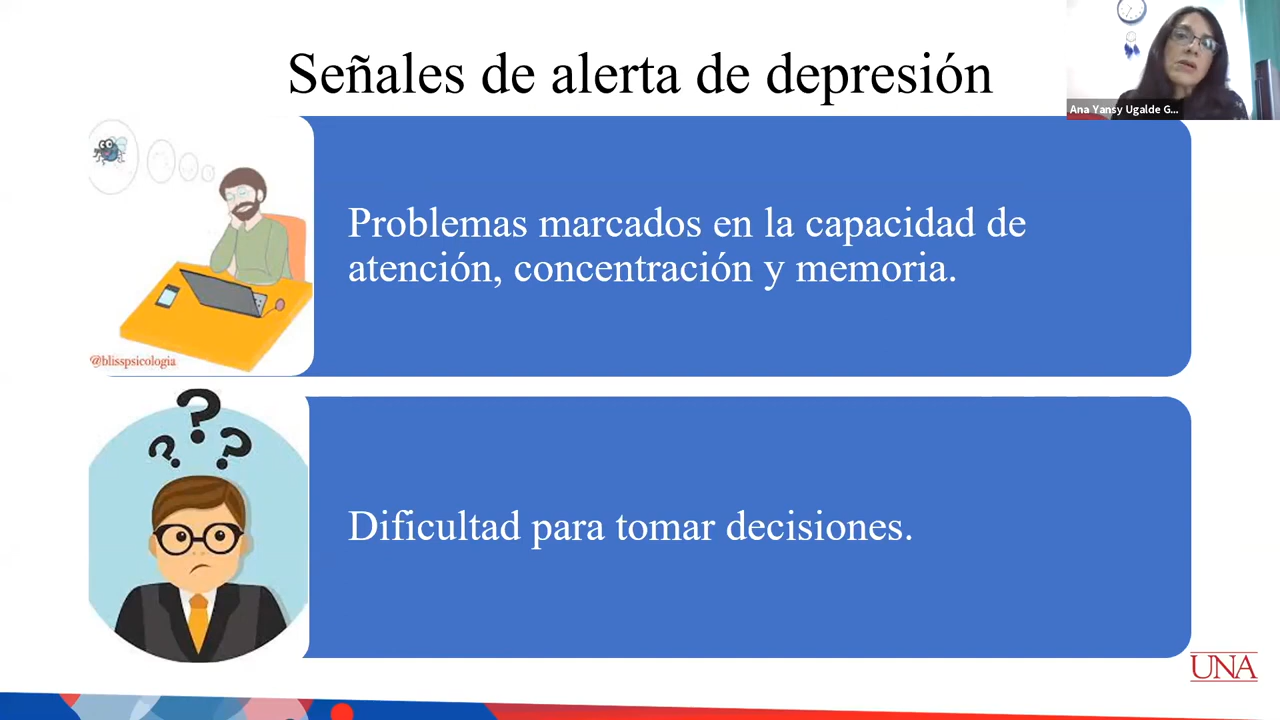 Señales de alerta de depresión
Ana Yansy Ugalde G...
Problemas marcados en la capacidad de
atención, concentración y memoria.
@blisspsicologia
? ? ?
Dificultad para tomar decisiones.
UNA